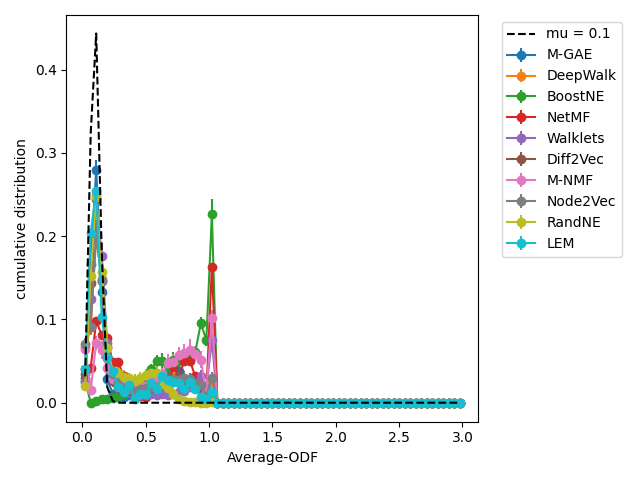 mu = 0.1
M-GAE
DeepWalk
BoostNE
NetMF
Walklets
Diff2Vec
M-NMF
Node2Vec
RandNE
LEM
cumulative distribution
0.4
0.3
0.2
0.1
0.0
0.0 0.5 1.0 1.5 2.0 2.5 3.0
Average-ODF